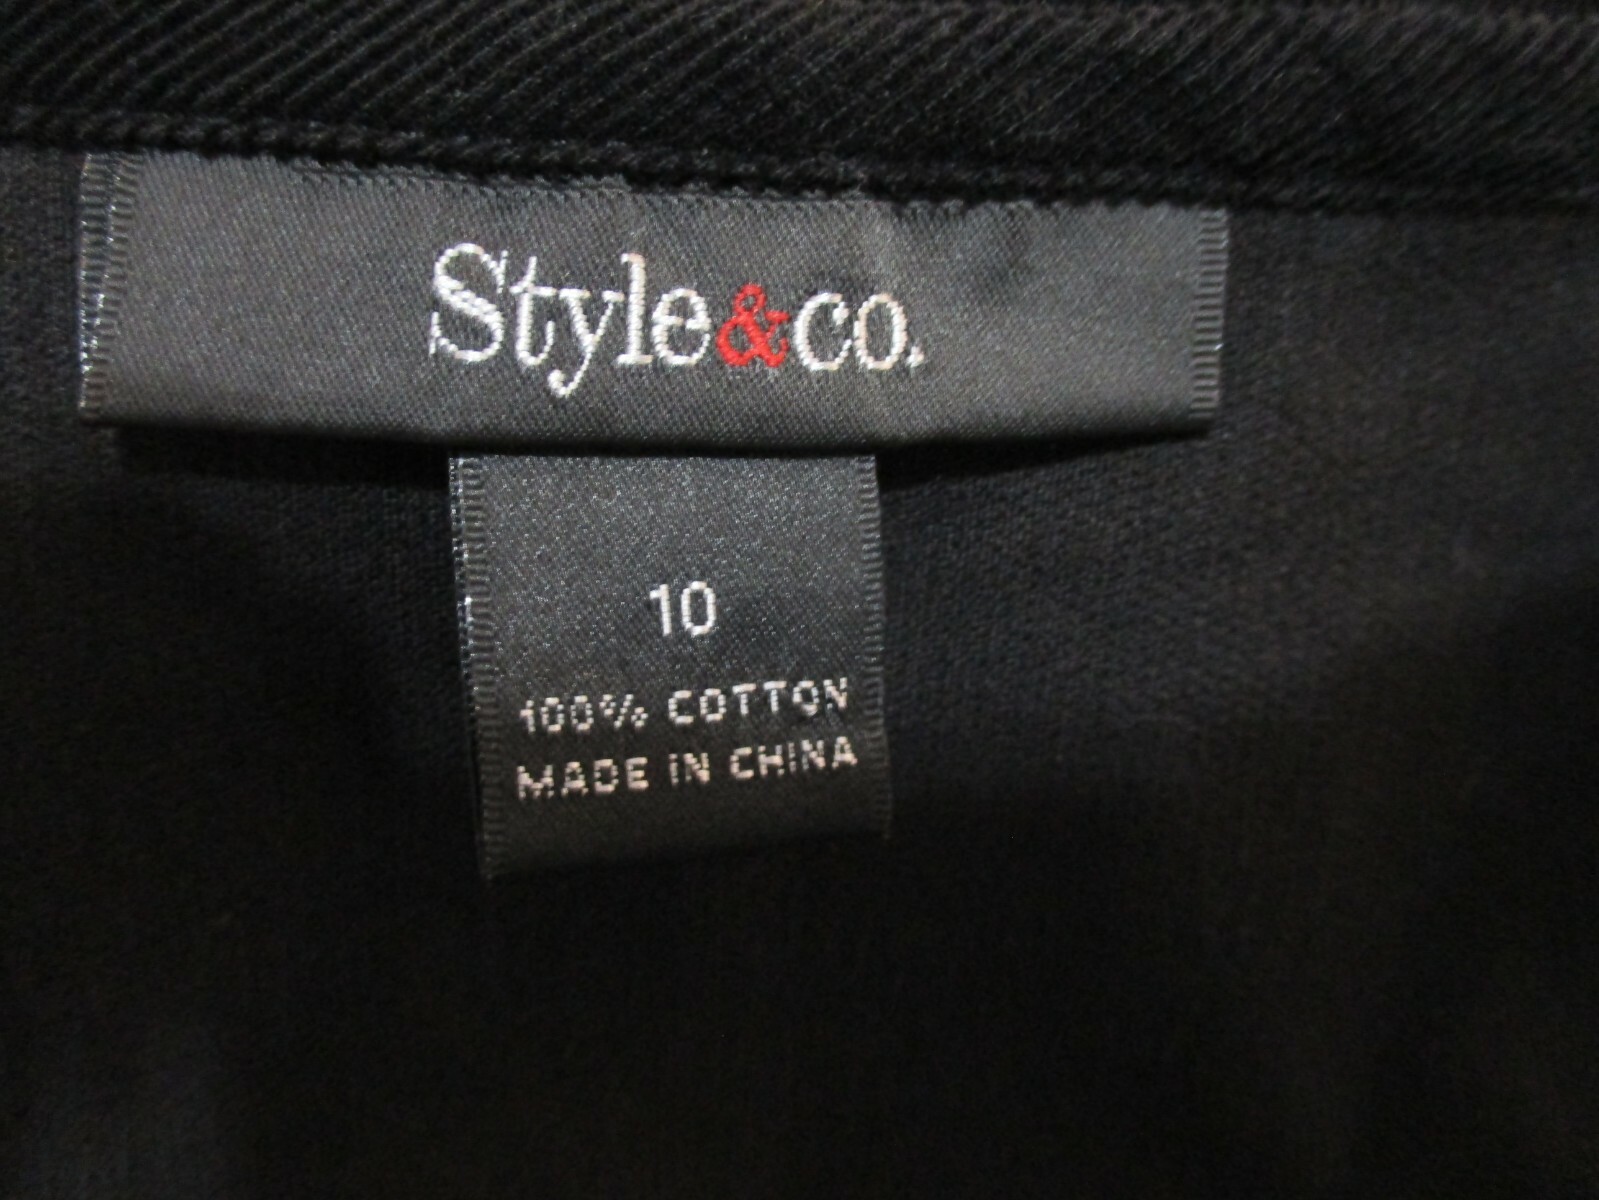 Style&co.
10
100% COTTON
MADE IN CHINA